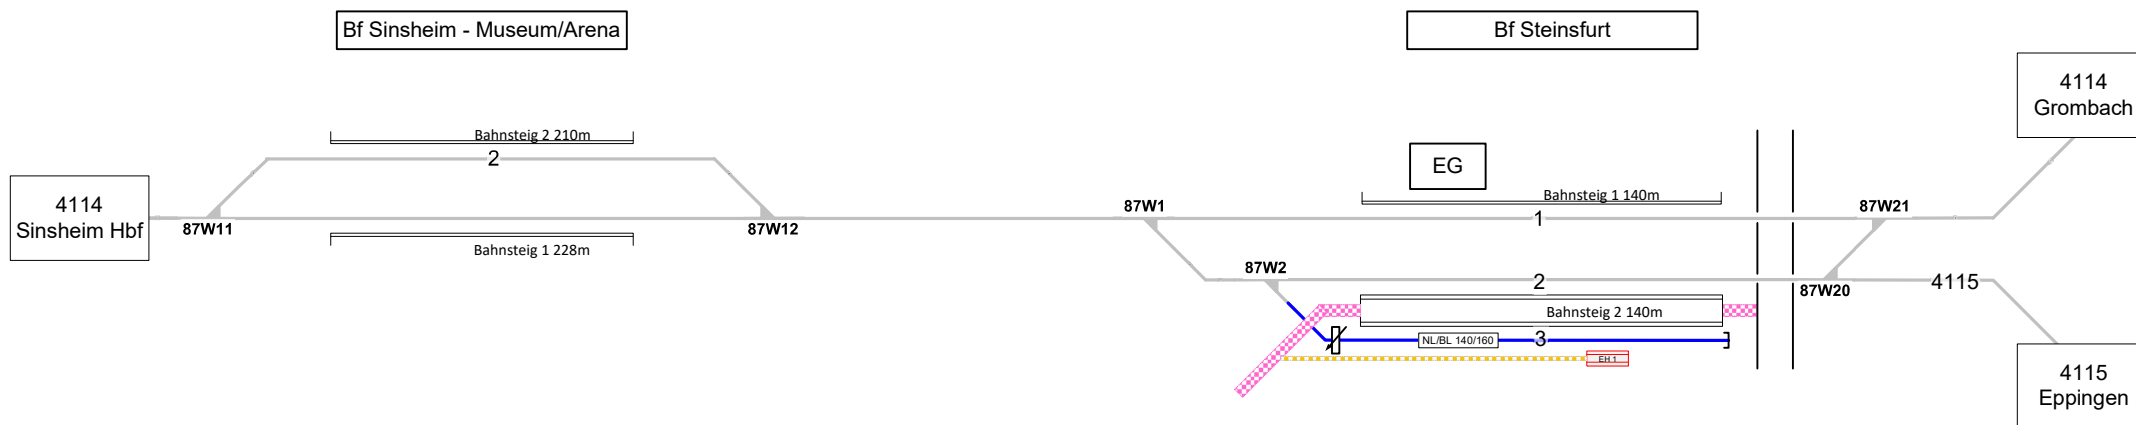 Bf Sinsheim - Museum/Arena
Bf Steinsfurt
4114
Grombach
Bahnsteig 2 210m
2
EG
4114
Sinsheim Hbf
87W11
87W12
Bahnsteig 1 228m
87W1
Bahnsteig 1 140m
1
87W21
87W2
2
87W20
4115
Bahnsteig 2 140m
NL/BL 140/160
3
EH 1
4115
Eppingen